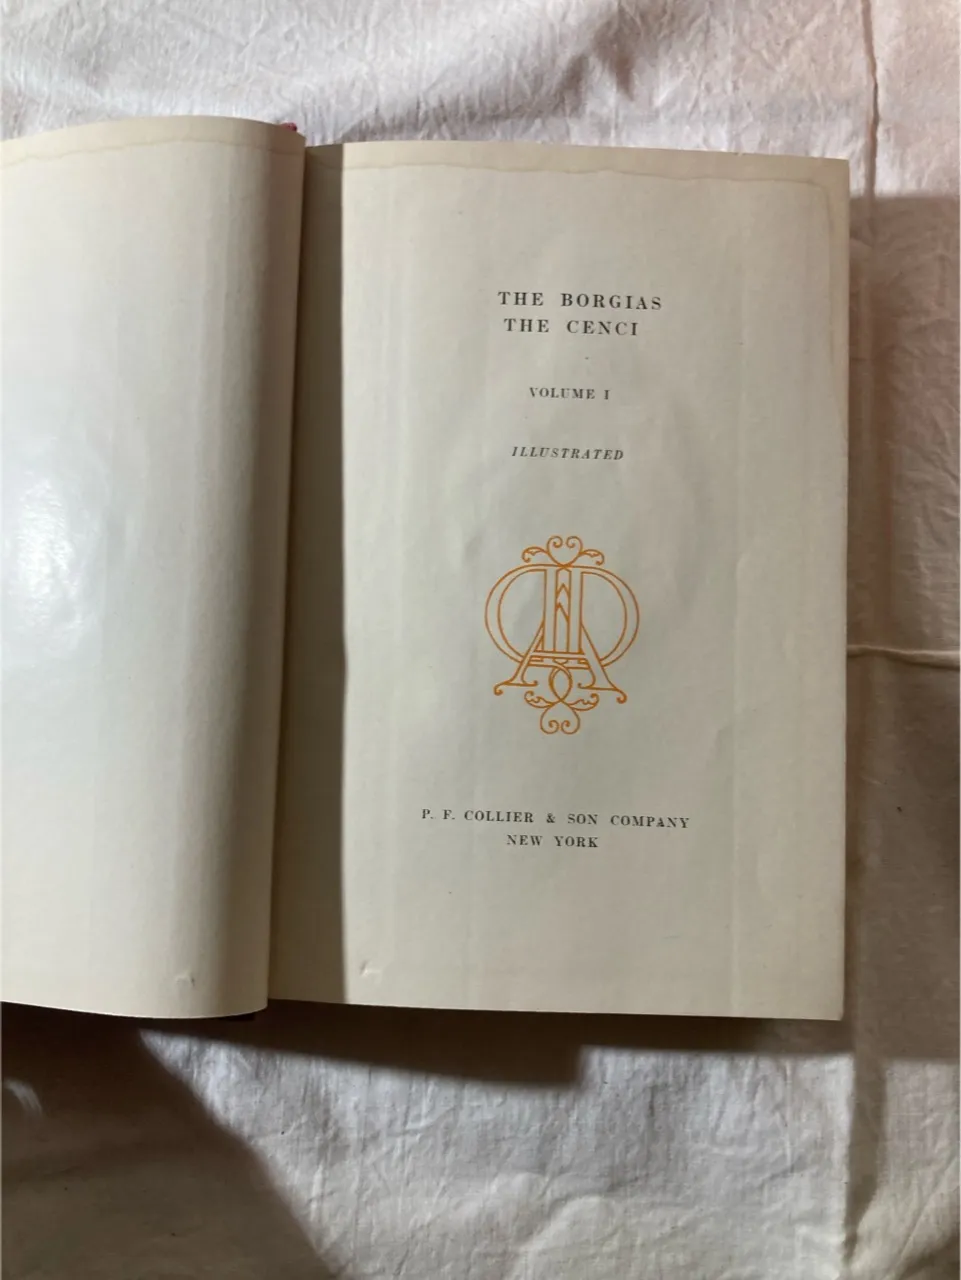 THE BORGIAS
THE CENCI
VOLUME I
ILLUSTRATED
P. F. COLLIER & SON COMPANY
NEW YORK